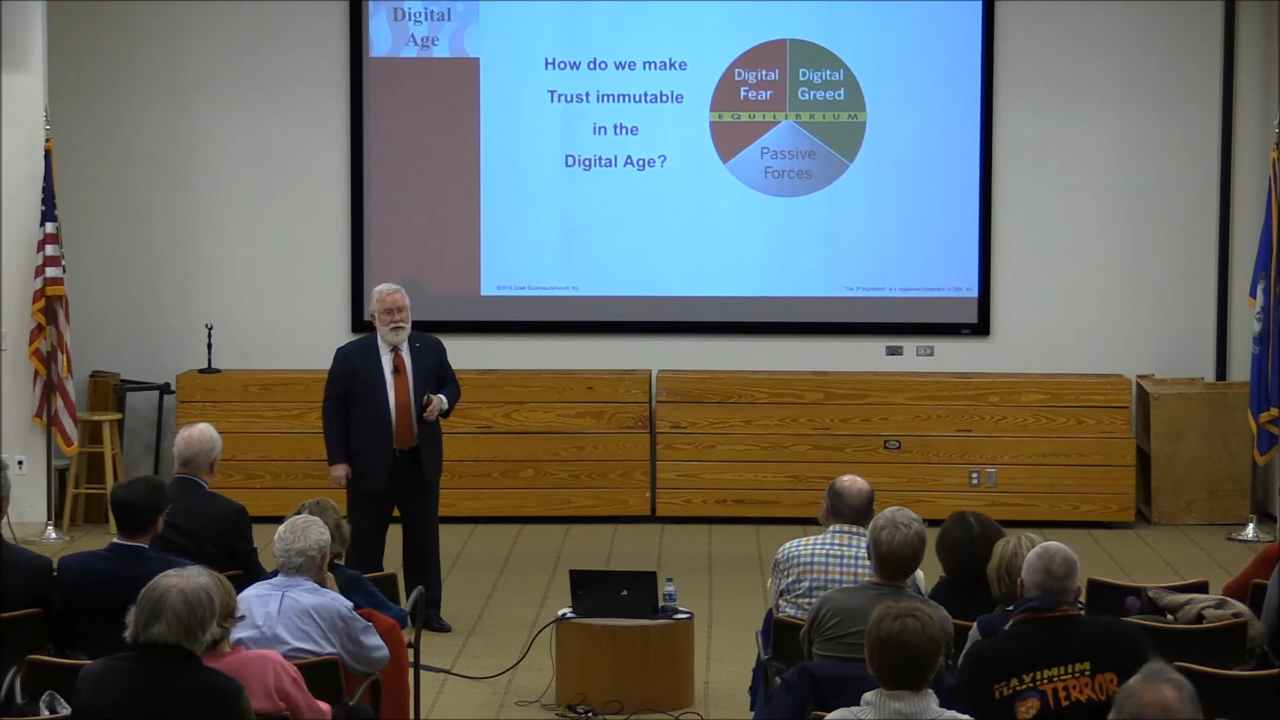 Digital
Age
How do we make
Trust immutable
in the
Digital Age?
Digital
Fear
Digital
Greed
EQUILIBRIUM
Passive
Forces
MAXIMUM
TERROR